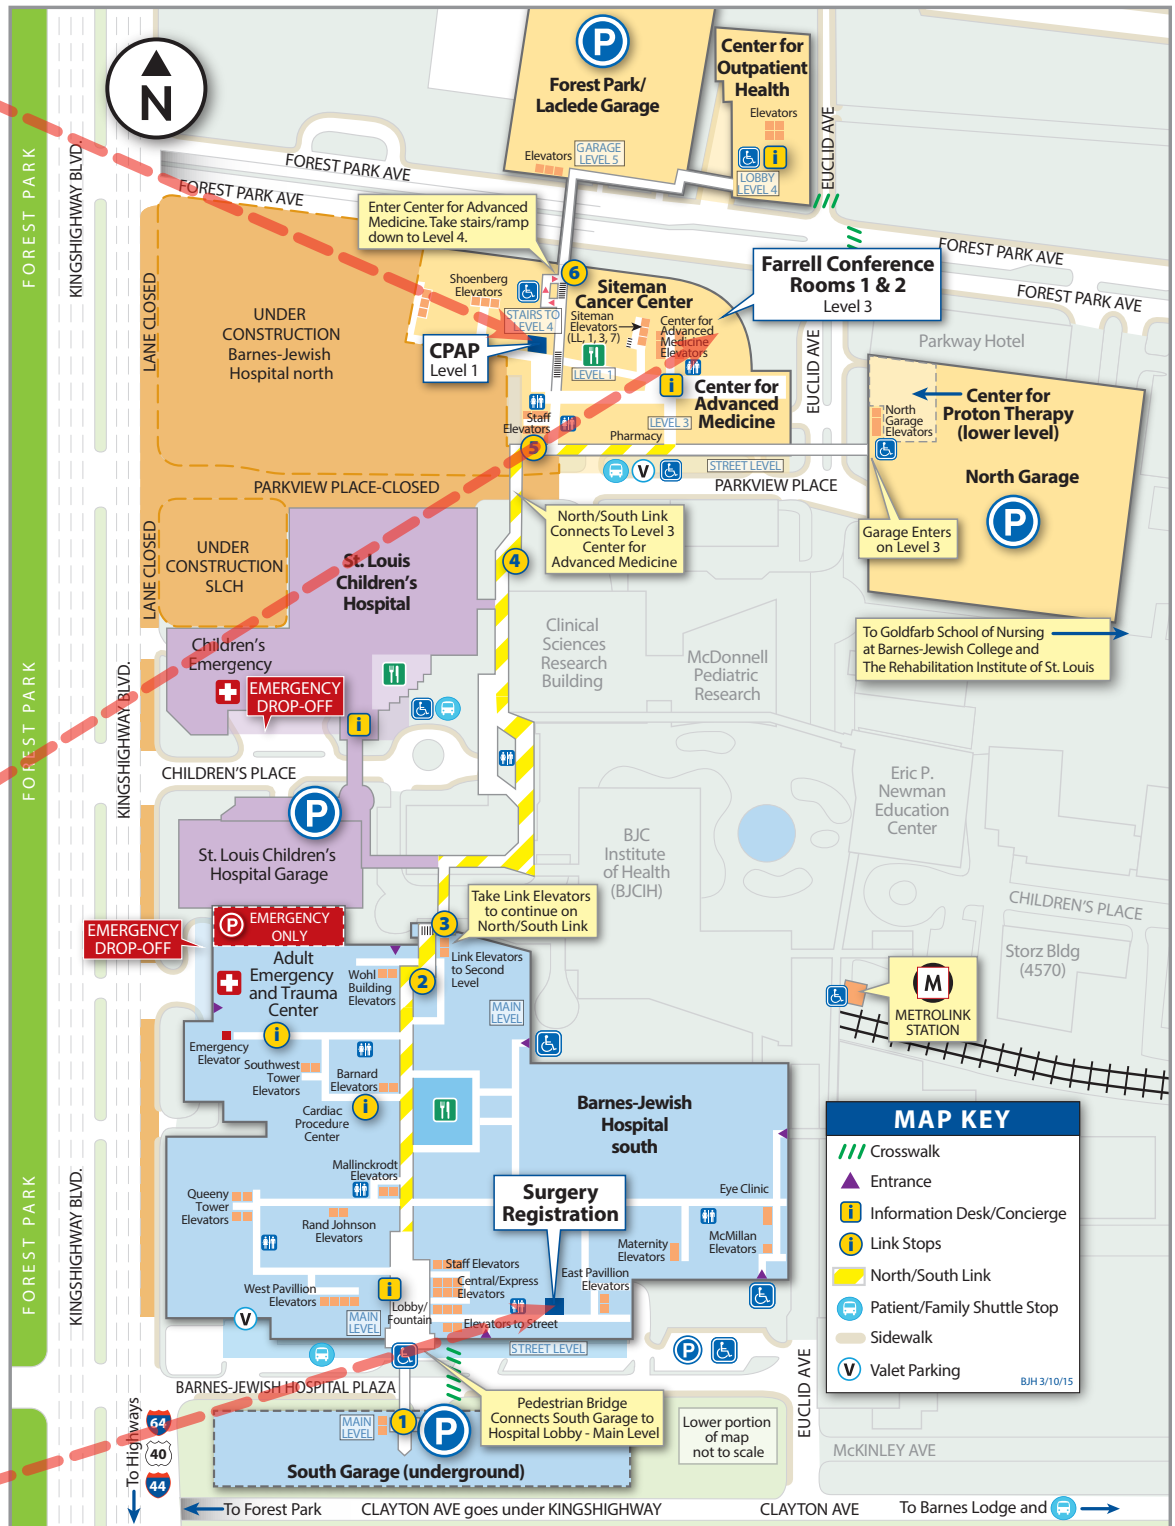 N
P
Forest Park/
Laclede Garage
Elevators
GARAGE
LEVEL 5
Center for
Outpatient
Health
Elevators
i
LOBBY
LEVEL 4
EUCLID AVE
FOREST PARK
KINGSHIGHWAY BLVD.
FOREST PARK AVE
FOREST PARK AVE
FOREST PARK AVE
FOREST PARK AVE
Enter Center for Advanced
Medicine. Take stairs/ramp
down to Level 4.
6
Farrell Conference
Rooms 1 & 2
Level 3
Shoenberg
Elevators
Siteman
Cancer Center
STAIRS TO
LEVEL 4
Siteman
Elevators
(LL, 1, 3, 7)
Center for
Advanced
Medicine
Elevators
LANE CLOSED
UNDER
CONSTRUCTION
Barnes-Jewish
Hospital north
CPAP
Level 1
LEVEL 1
i
Center for
Advanced
Medicine
LEVEL 3
Staff
Elevators
Pharmacy
5
EUCLID AVE
Parkway Hotel
Center for
Proton Therapy
(lower level)
North
Garage
Elevators
North Garage
P
V
STREET LEVEL
PARKVIEW PLACE-CLOSED
PARKVIEW PLACE
North/South Link
Connects To Level 3
Center for
Advanced Medicine
Garage Enters
on Level 3
LANE CLOSED
UNDER
CONSTRUCTION
SLCH
St. Louis
Children's
Hospital
4
To Goldfarb School of Nursing
at Barnes-Jewish College and
The Rehabilitation Institute of St. Louis
Clinical
Sciences
Research
Building
McDonnell
Pediatric
Research
Children's
Emergency
EMERGENCY
DROP-OFF
i
FOREST PARK
KINGSHIGHWAY BLVD.
CHILDREN'S PLACE
P
St. Louis Children's
Hospital Garage
BJC
Institute
of Health
(BJCIH)
Eric P.
Newman
Education
Center
CHILDREN'S PLACE
Storz Bldg
(4570)
Take Link Elevators
to continue on
North/South Link
3
P
EMERGENCY
ONLY
EMERGENCY
DROP-OFF
Adult
Emergency
and Trauma
Center
Wohl
Building
Elevators
2
Link Elevators
to Second
Level
MAIN
LEVEL
M
METROLINK
STATION
i
Emergency
Elevator
Southwest
Tower
Elevators
Barnard
Elevators
i
Cardiac
Procedure
Center
Barnes-Jewish
Hospital
south
MAP KEY
Crosswalk
Entrance
i
Information Desk/Concierge
i
Link Stops
North/South Link
Patient/Family Shuttle Stop
Sidewalk
V
Valet Parking
BJH 3/10/15
Mallinckrodt
Elevators
Surgery
Registration
Eye Clinic
Queeny
Tower
Elevators
Rand Johnson
Elevators
Maternity
Elevators
McMillan
Elevators
FOREST PARK
KINGSHIGHWAY BLVD.
Staff Elevators
Central/Express
Elevators
East Pavillion
Elevators
West Pavillion
Elevators
i
Lobby/
Fountain
MAIN
LEVEL
V
Elevators to Street
STREET LEVEL
P
EUCLID AVE
BARNES-JEWISH HOSPITAL PLAZA
Pedestrian Bridge
Connects South Garage to
Hospital Lobby - Main Level
MAIN
LEVEL
1
P
South Garage (underground)
Lower portion
of map
not to scale
McKINLEY AVE
To Highways
64
40
44
To Forest Park
CLAYTON AVE goes under KINGSHIGHWAY
CLAYTON AVE
To Barnes Lodge and